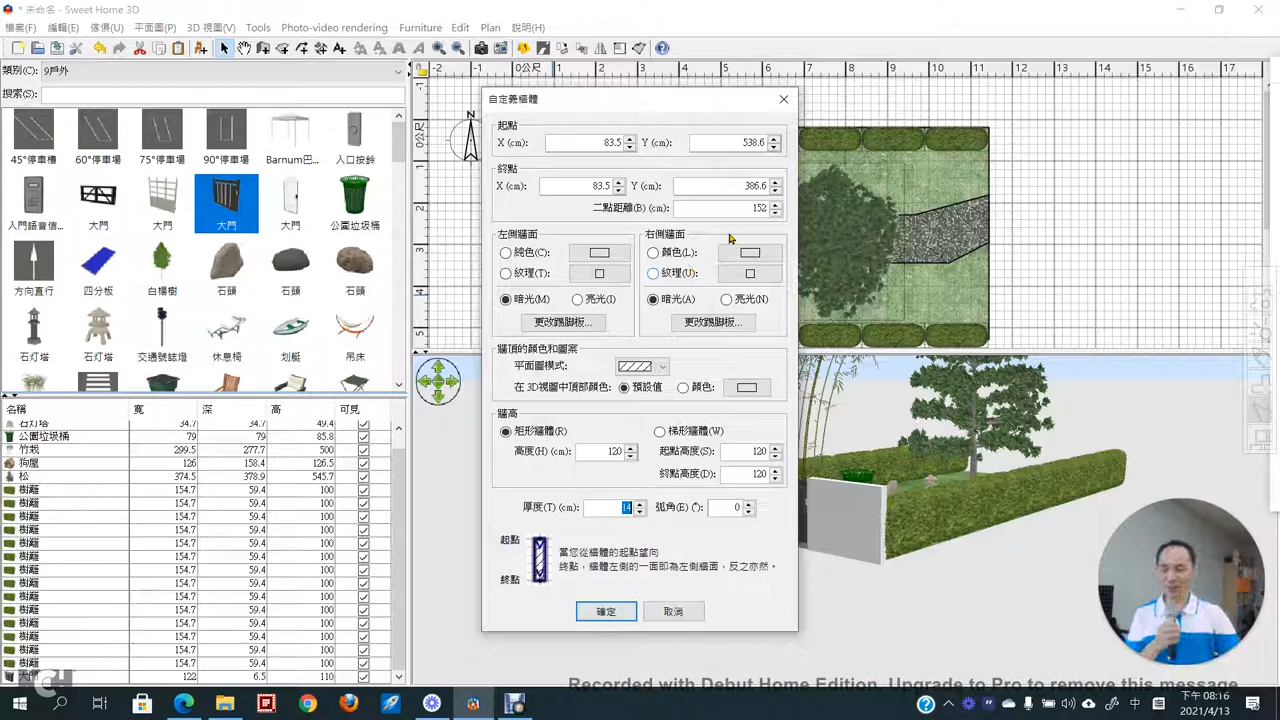 * 未命名 - Sweet Home 3D
檔案(F) 編輯(E) 傢俱(U) 平面圖(P) 3D 視圖(V) Tools Photo-video rendering Furniture Edit Plan 說明(H)
類別(C): 9戶外
搜索(S):
45°停車槽 60°停車場 75°停車場 90°停車場 Barnum巴... 入口按鈴
入門語音信... 大門 大門 大門 大門 公園垃圾桶
方向直行 四分板 白楊樹 石頭 石頭 石頭
石灯塔 石灯塔 交通號誌燈 休息椅 划艇 吊床
名稱 寬 深 高 可見
石灯塔 34.7 34.7 49.4
公園垃圾桶 79 79 85.8
竹栽 299.5 277.7 500
狗屋 126 158.4 126.5
松 374.5 378.9 545.7
樹籬 154.7 59.4 100
樹籬 154.7 59.4 100
樹籬 154.7 59.4 100
樹籬 154.7 59.4 100
樹籬 154.7 59.4 100
樹籬 154.7 59.4 100
樹籬 154.7 59.4 100
樹籬 154.7 59.4 100
樹籬 154.7 59.4 100
樹籬 154.7 59.4 100
樹籬 154.7 59.4 100
樹籬 154.7 59.4 100
樹籬 154.7 59.4 100
樹籬 154.7 59.4 100
大門 122 6.5 110
-2 -1 0公尺 1 2 3 4 5 6 7 8 9 10 11 12 13 14 15 16 17
-1
0公尺
1
2
3
4
5
N
自定義牆體
起點
X (cm): 83.5 Y (cm): 538.6
終點
X (cm): 83.5 Y (cm): 386.6
二點距離(B) (cm): 152
左側牆面 右側牆面
純色(C): 顏色(L):
紋理(T): 紋理(U):
暗光(M) 亮光(I) 暗光(A) 亮光(N)
更改踢腳板... 更改踢腳板...
牆頂的顏色和圖案
平面圖模式:
在 3D視圖中頂部顏色: 預設值 顏色:
牆高
矩形牆體(R) 梯形牆體(W)
高度(H) (cm): 120 起點高度(S): 120
終點高度(D): 120
厚度(T) (cm): 14 弧角(E) (°): 0
起點
終點
當您從牆體的起點望向
終點，牆體左側的一面即為左側牆面，反之亦然。
確定 取消
Recorded with Debut Home Edition. Upgrade to Pro to remove this message
中
下午 08:16
2021/4/13